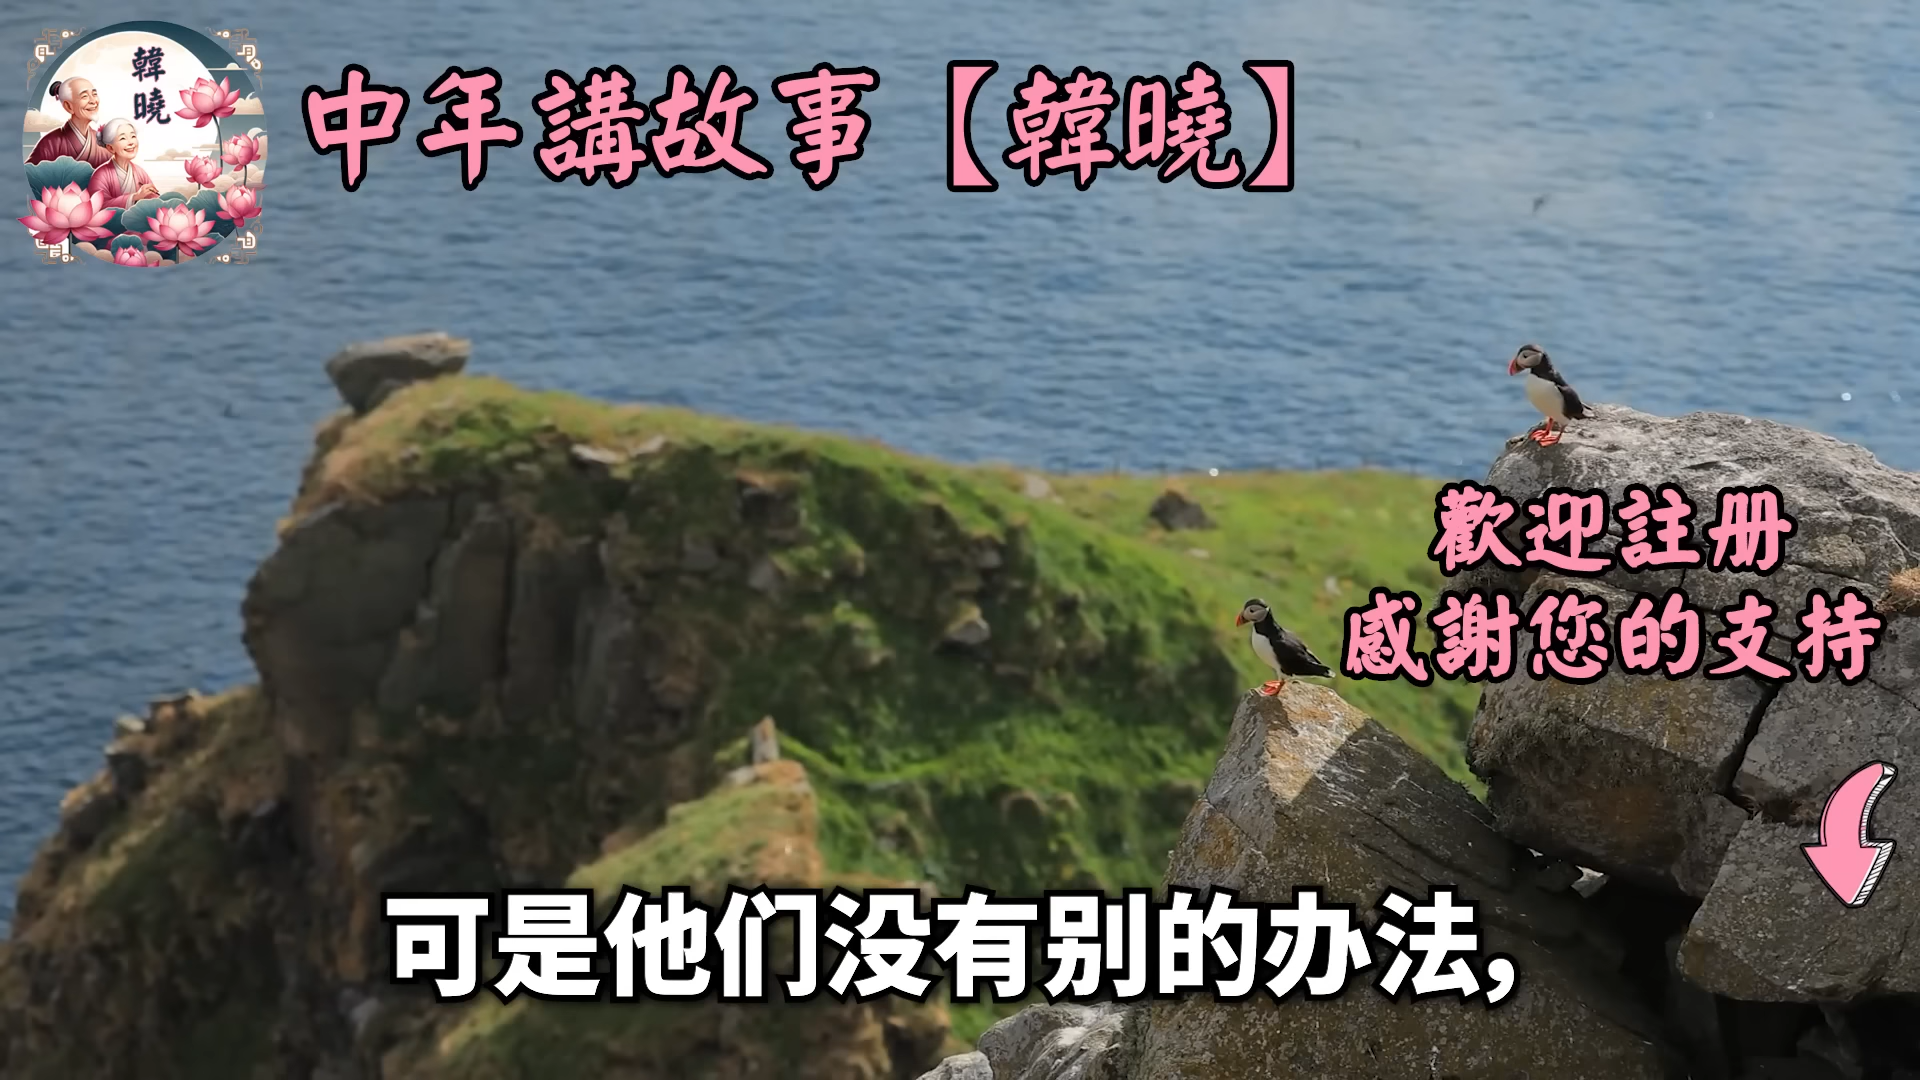 韓
曉
中年講故事【韓曉】
歡迎註册
感謝您的支持
可是他们没有别的办法,